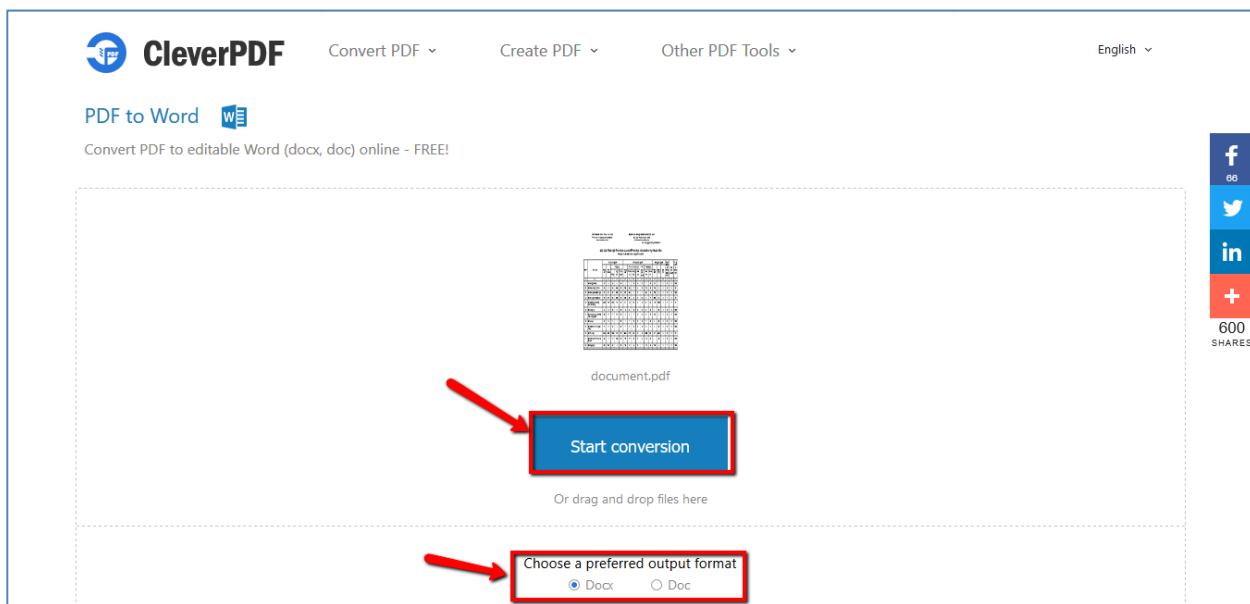 CleverPDF
Convert PDF
Create PDF
Other PDF Tools
English
PDF to Word
W
Convert PDF to editable Word (docx, doc) online - FREE!
f
66
in
+
600
SHARES
PDF
document.pdf
Start conversion
Or drag and drop files here
Choose a preferred output format
Docx
Doc